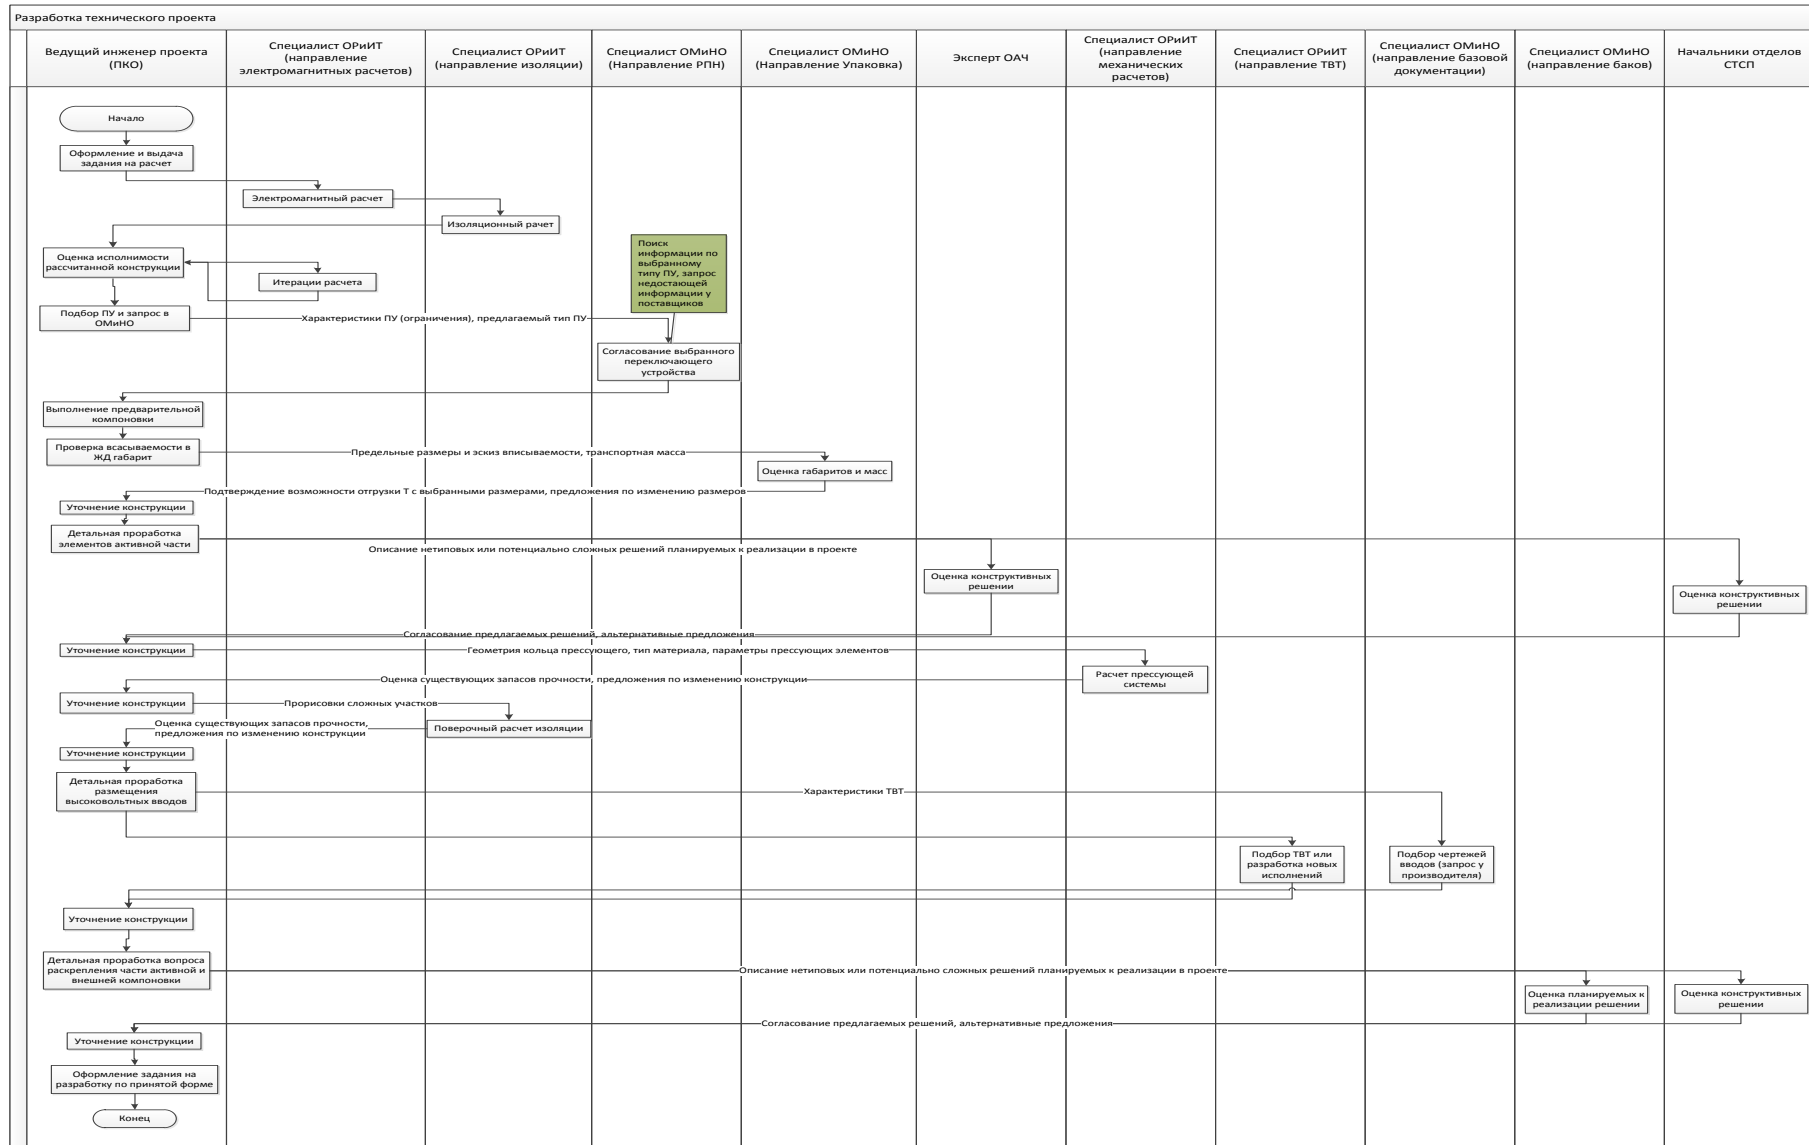 Разработка технического проекта
Ведущий инженер проекта
(ПКО)
Специалист ОРиИТ
(направление
электромагнитных расчетов)
Специалист ОРиИТ
(направление изоляции)
Специалист ОМиНО
(Направление РПН)
Специалист ОМиНО
(Направление Упаковка)
Эксперт ОАЧ
Специалист ОРиИТ
(направление
механических
расчетов)
Специалист ОРиИТ
(направление ТВТ)
Специалист ОМиНО
(направление базовой
документации)
Специалист ОМиНО
(направление баков)
Начальники отделов
СТСП
Начало
Оформление и выдача
задания на расчет
Электромагнитный расчет
Изоляционный рачет
Оценка исполнимости
рассчитанной конструкции
Итерации расчета
Поиск
информации по
выбранному
типу ПУ, запрос
недостающей
информации у
поставщиков
Подбор ПУ и запрос в
ОМиНО
Характеристики ПУ (ограничения), предлагаемый тип ПУ
Согласование выбранного
переключающего
устройства
Выполнение предварительной
компоновки
Проверка всасываемости в
ЖД габарит
Предельные размеры и эскиз вписываемости, транспортная масса
Оценка габаритов и масс
Подтверждение возможности отгрузки Т с выбранными размерами, предложения по изменению размеров
Уточнение конструкции
Детальная проработка
элементов активной части
Описание нетиповых или потенциально сложных решений планируемых к реализации в проекте
Оценка конструктивных
решении
Оценка конструктивных
решении
Согласование предлагаемых решений, альтернативные предложения
Уточнение конструкции
Геометрия кольца прессующего, тип материала, параметры прессующих элементов
Расчет прессующей
системы
Оценка существующих запасов прочности, предложения по изменению конструкции
Уточнение конструкции
Прорисовки сложных участков
Поверочный расчет изоляции
Оценка существующих запасов прочности,
предложения по изменению конструкции
Уточнение конструкции
Детальная проработка
размещения
высоковольтных вводов
Характеристики ТВТ
Подбор ТВТ или
разработка новых
исполнений
Подбор чертежей
вводов (запрос у
производителя)
Уточнение конструкции
Детальная проработка вопроса
раскрепления части активной и
внешней компоновки
Описание нетиповых или потенциально сложных решений планируемых к реализации в проекте
Оценка планируемых к
реализации решении
Оценка конструктивных
решении
Согласование предлагаемых решений, альтернативные предложения
Уточнение конструкции
Оформление задания на
разработку по принятой форме
Конец